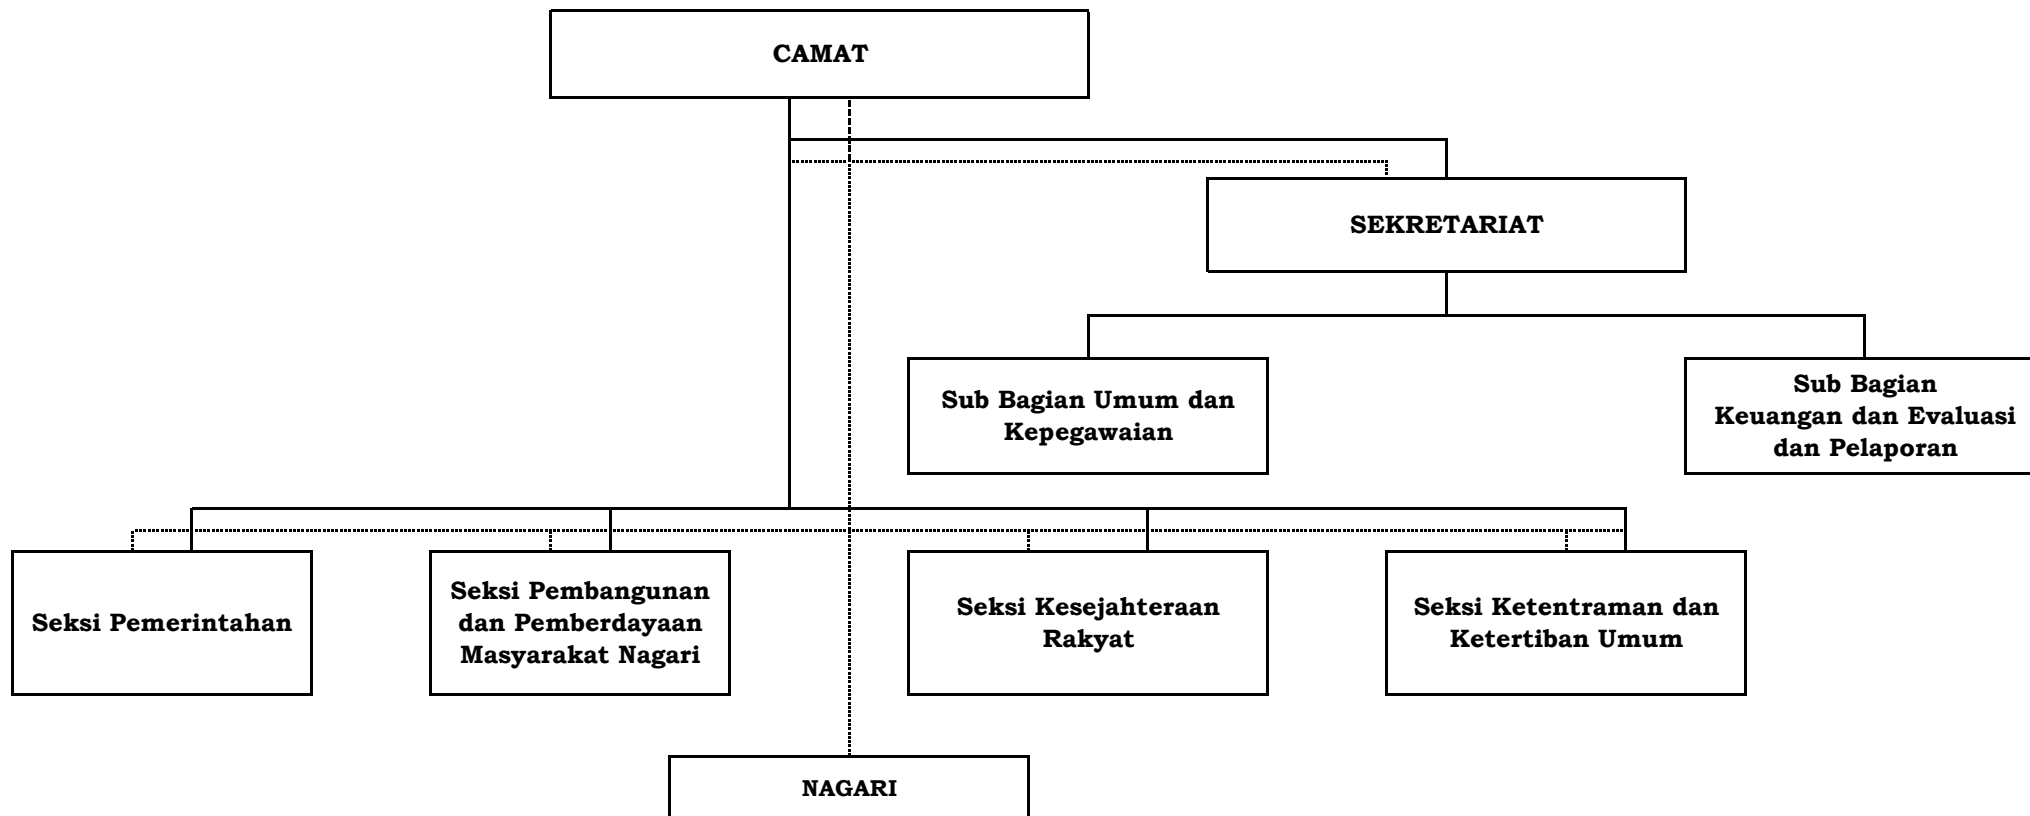 CAMAT
SEKRETARIAT
Sub Bagian Umum dan
Kepegawaian
Sub Bagian
Keuangan dan Evaluasi
dan Pelaporan
Seksi Pemerintahan
Seksi Pembangunan
dan Pemberdayaan
Masyarakat Nagari
Seksi Kesejahteraan
Rakyat
Seksi Ketentraman dan
Ketertiban Umum
NAGARI